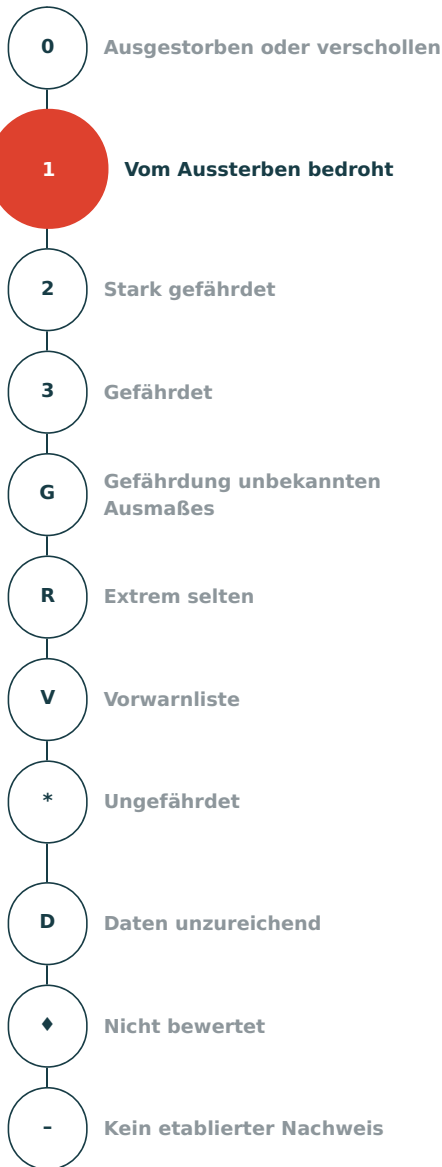 0 Ausgestorben oder verschollen
1 Vom Aussterben bedroht
2 Stark gefährdet
3 Gefährdet
G Gefährdung unbekannten
Ausmaßes
R Extrem selten
V Vorwarnliste
* Ungefährdet
D Daten unzureichend
♦ Nicht bewertet
– Kein etablierter Nachweis